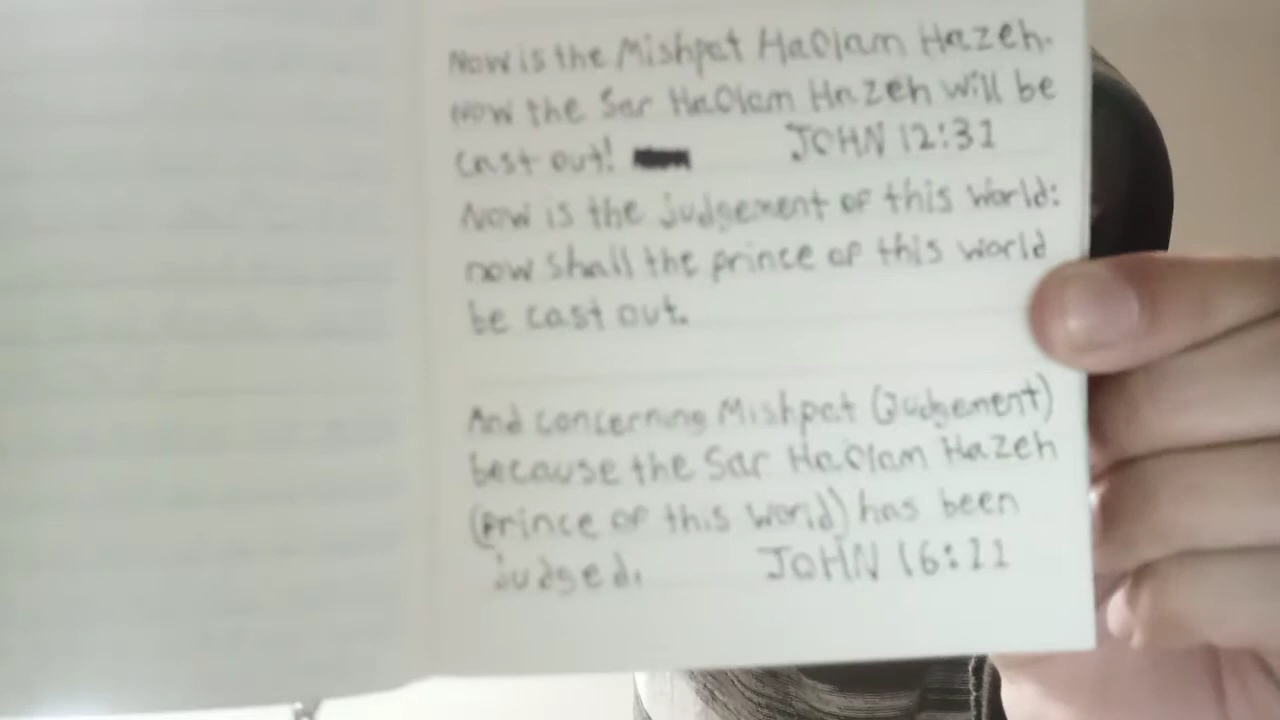 Now is the Mishpat HaOlam Hazeh.
Now the Sar HaOlam Hazeh will be
cast out! JOHN 12:31
Now is the judgement of this world:
now shall the prince of this world
be cast out.
And concerning Mishpat (Judgement)
because the Sar HaOlam Hazeh
(prince of this world) has been
judged. JOHN 16:11